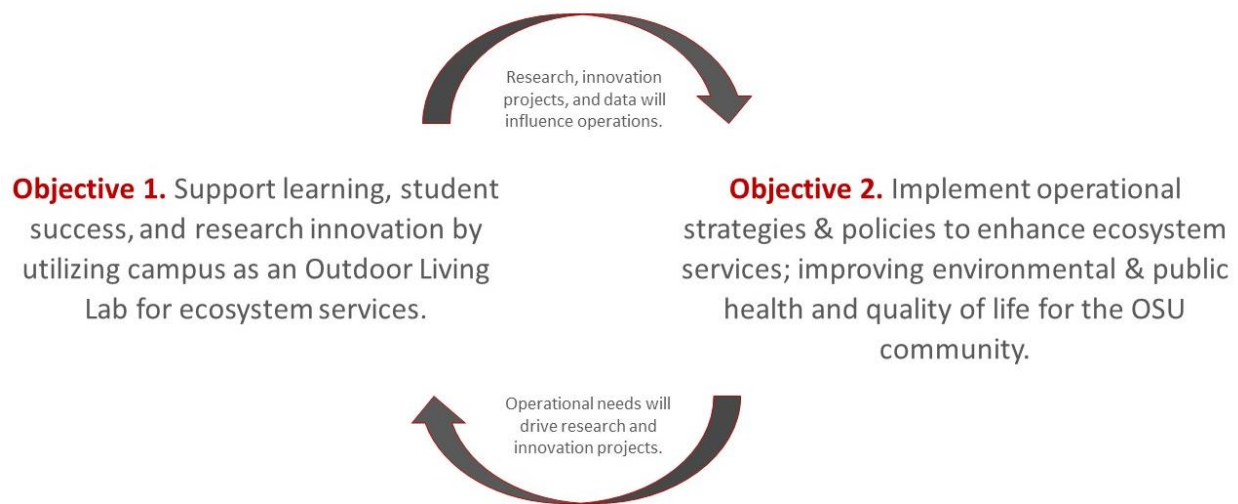 Research, innovation
projects, and data will
influence operations.
Objective 1. Support learning, student
success, and research innovation by
utilizing campus as an Outdoor Living
Lab for ecosystem services.
Objective 2. Implement operational
strategies & policies to enhance ecosystem
services; improving environmental & public
health and quality of life for the OSU
community.
Operational needs will
drive research and
innovation projects.